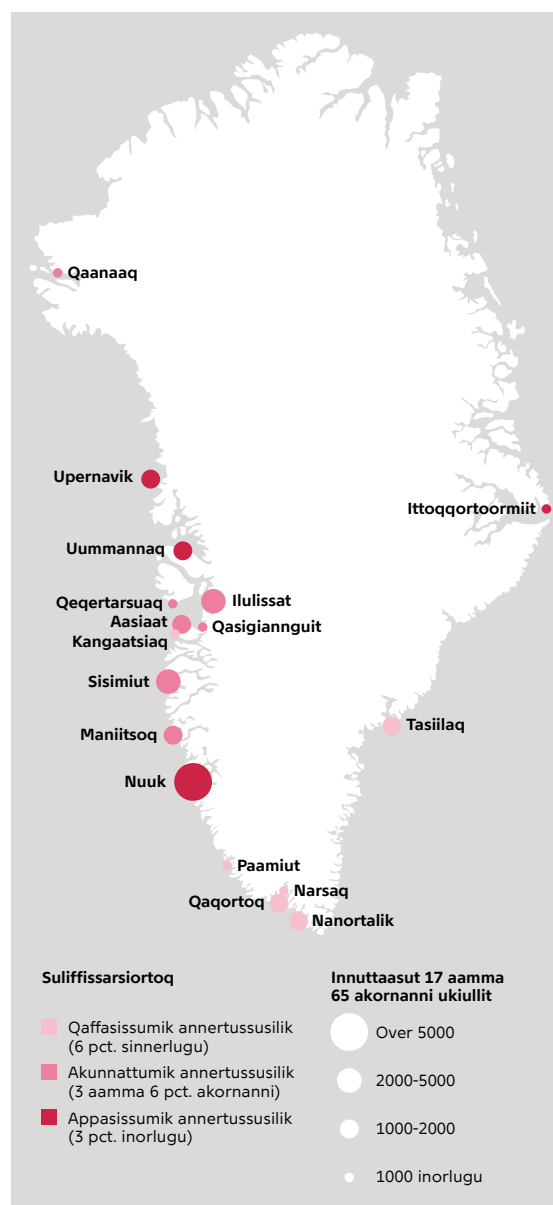 Qaanaaq
Upernavik
Ittoqqortoormiit
Uummannaq
Qeqertarsuaq
Ilulissat
Aasiaat
Qasigiannguit
Kangaatsiaq
Sisimiut
Tasiilaq
Maniitsoq
Nuuk
Paamiut
Narsaq
Qaqortoq
Nanortalik
Suliffissarsiortoq
Qaffasissumik annertussusilik
(6 pct. sinnerlugu)
Akunnattumik annertussusilik
(3 aamma 6 pct. akornanni)
Appasissumik annertussusilik
(3 pct. inorlugu)
Innuttaasut 17 aamma
65 akornanni ukiullit
Over 5000
2000-5000
1000-2000
1000 inorlugu